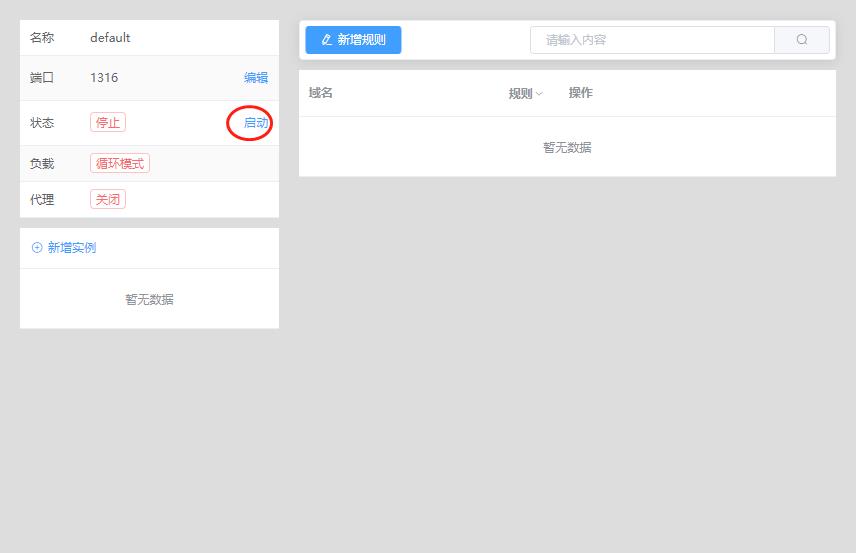 名称 default
端口 1316 编辑
状态 停止 启动
负载 循环模式
代理 关闭
新增实例
暂无数据
新增规则 请输入内容
域名 规则 操作
暂无数据